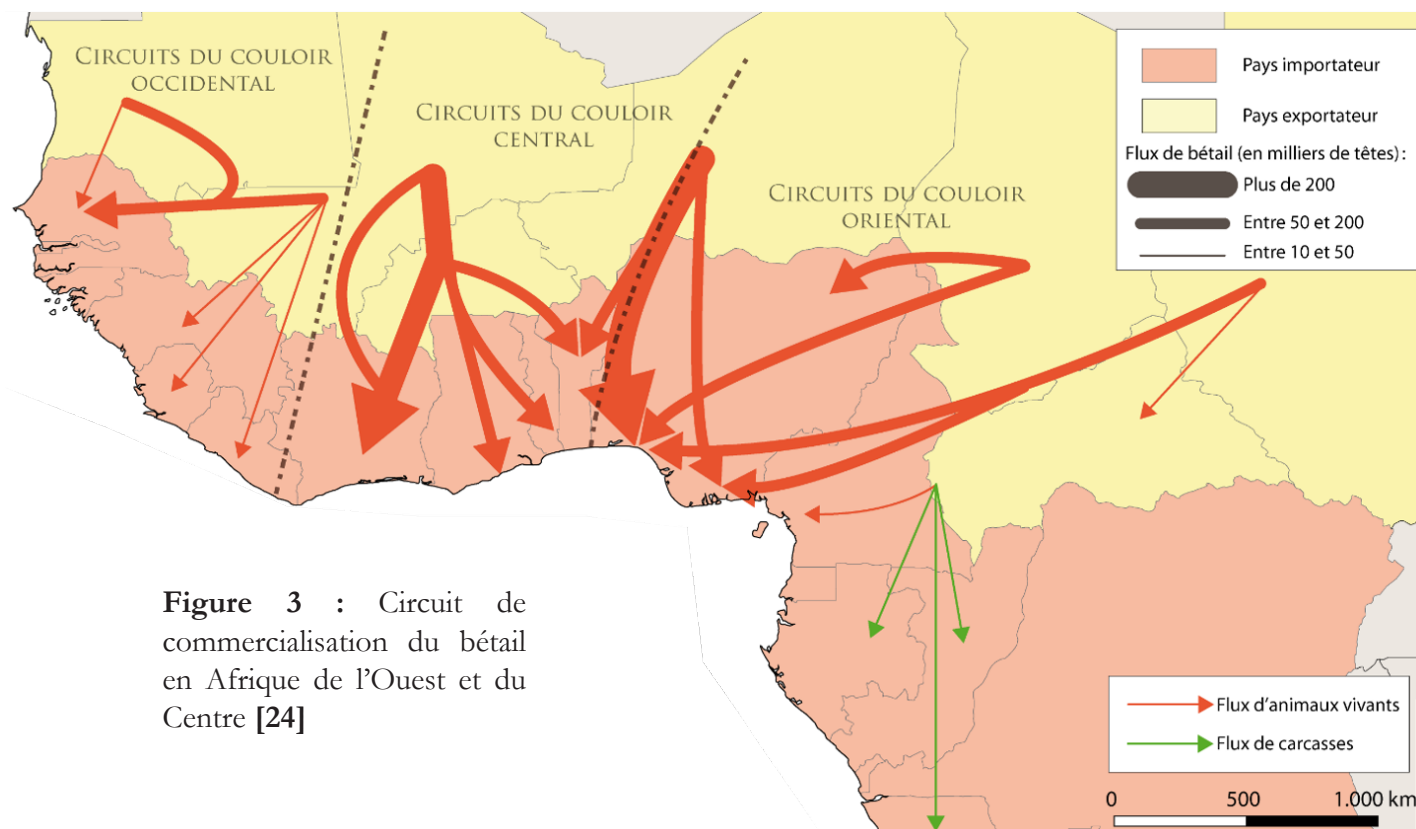 CIRCUITS DU COULOIR
OCCIDENTAL
CIRCUITS DU COULOIR
CENTRAL
CIRCUITS DU COULOIR
ORIENTAL
Pays importateur
Pays exportateur
Flux de bétail (en milliers de têtes) :
Plus de 200
Entre 50 et 200
Entre 10 et 50
Figure 3 : Circuit de
commercialisation du bétail
en Afrique de l'Ouest et du
Centre [24]
Flux d'animaux vivants
Flux de carcasses
0 500 1.000 km